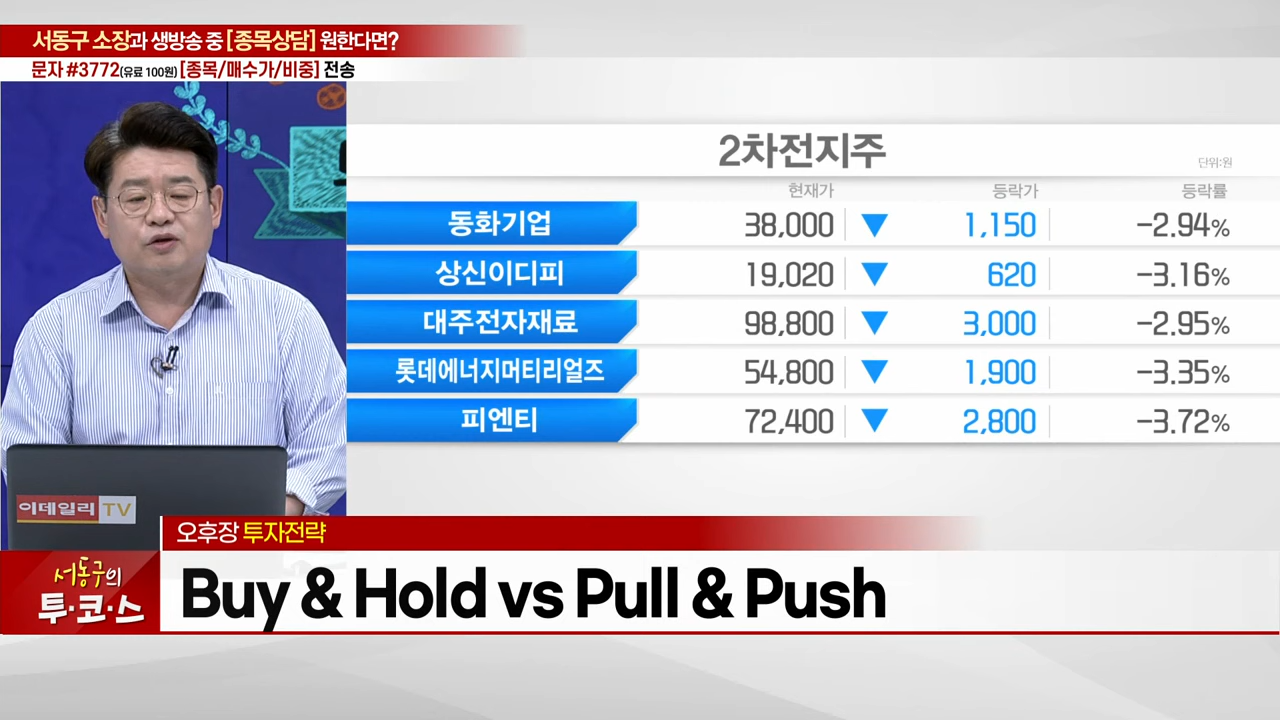 서동구 소장과 생방송 중 [종목상담] 원한다면?
문자 #3772(유료 100원) [종목/매수가/비중] 전송
2차전지주
단위:원
현재가 등락가 등락률
동화기업 38,000 ▼ 1,150 -2.94%
상신이디피 19,020 ▼ 620 -3.16%
대주전자재료 98,800 ▼ 3,000 -2.95%
롯데에너지머티리얼즈 54,800 ▼ 1,900 -3.35%
피엔티 72,400 ▼ 2,800 -3.72%
이데일리 TV
오후장 투자전략
서동구의
투·코·스
Buy & Hold vs Pull & Push